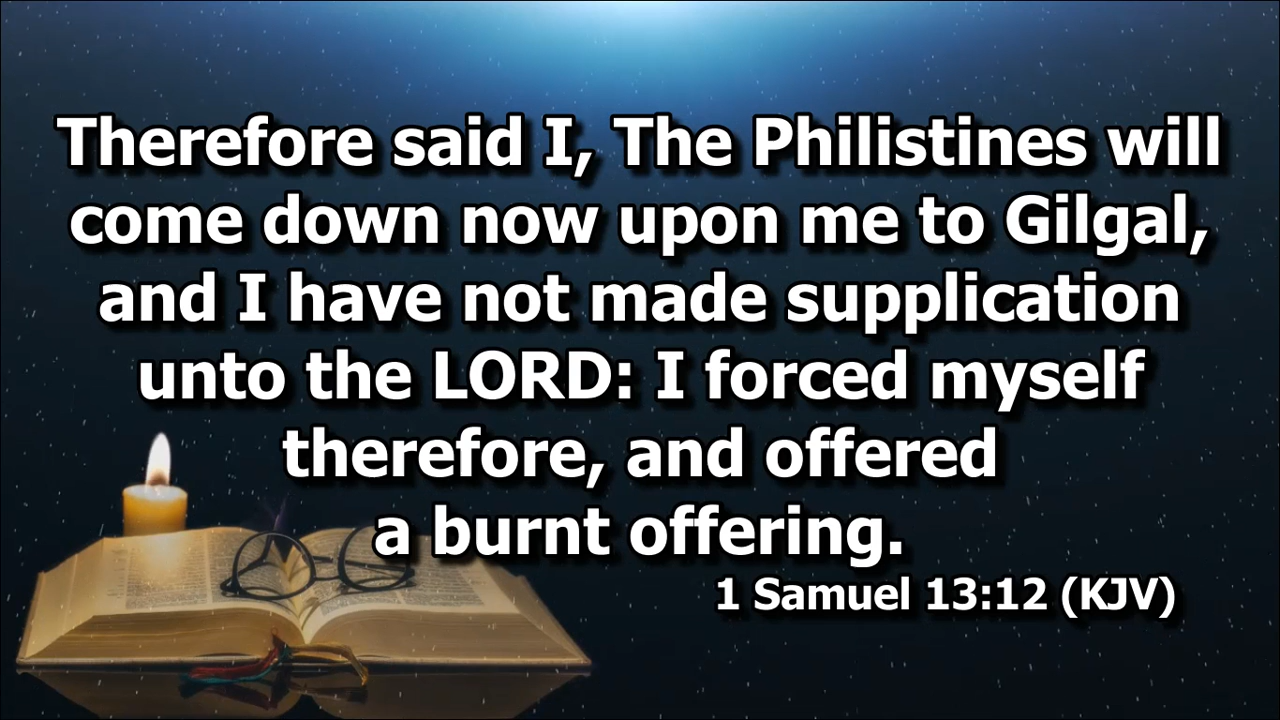 Therefore said I, The Philistines will
come down now upon me to Gilgal,
and I have not made supplication
unto the LORD: I forced myself
therefore, and offered
a burnt offering.
1 Samuel 13:12 (KJV)